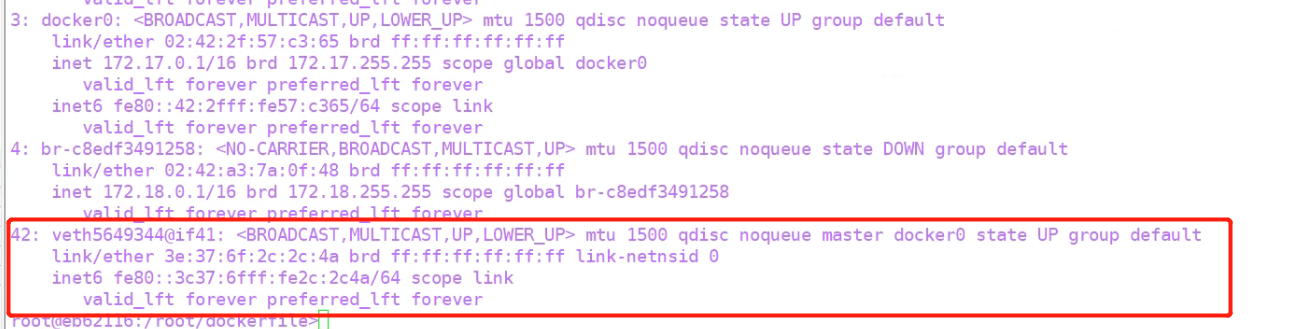 3: docker0: <BROADCAST,MULTICAST,UP,LOWER_UP> mtu 1500 qdisc noqueue state UP group default
link/ether 02:42:2f:57:c3:65 brd ff:ff:ff:ff:ff:ff
inet 172.17.0.1/16 brd 172.17.255.255 scope global docker0
valid_lft forever preferred_lft forever
inet6 fe80::42:2fff:fe57:c365/64 scope link
valid_lft forever preferred_lft forever
4: br-c8edf3491258: <NO-CARRIER,BROADCAST,MULTICAST,UP> mtu 1500 qdisc noqueue state DOWN group default
link/ether 02:42:a3:7a:0f:48 brd ff:ff:ff:ff:ff:ff
inet 172.18.0.1/16 brd 172.18.255.255 scope global br-c8edf3491258
valid_lft forever preferred_lft forever
42: veth5649344@if41: <BROADCAST,MULTICAST,UP,LOWER_UP> mtu 1500 qdisc noqueue master docker0 state UP group default
link/ether 3e:37:6f:2c:2c:4a brd ff:ff:ff:ff:ff:ff link-netnsid 0
inet6 fe80::3c37:6fff:fe2c:2c4a/64 scope link
valid_lft forever preferred_lft forever
root@eb62116:/root/dockerfile>